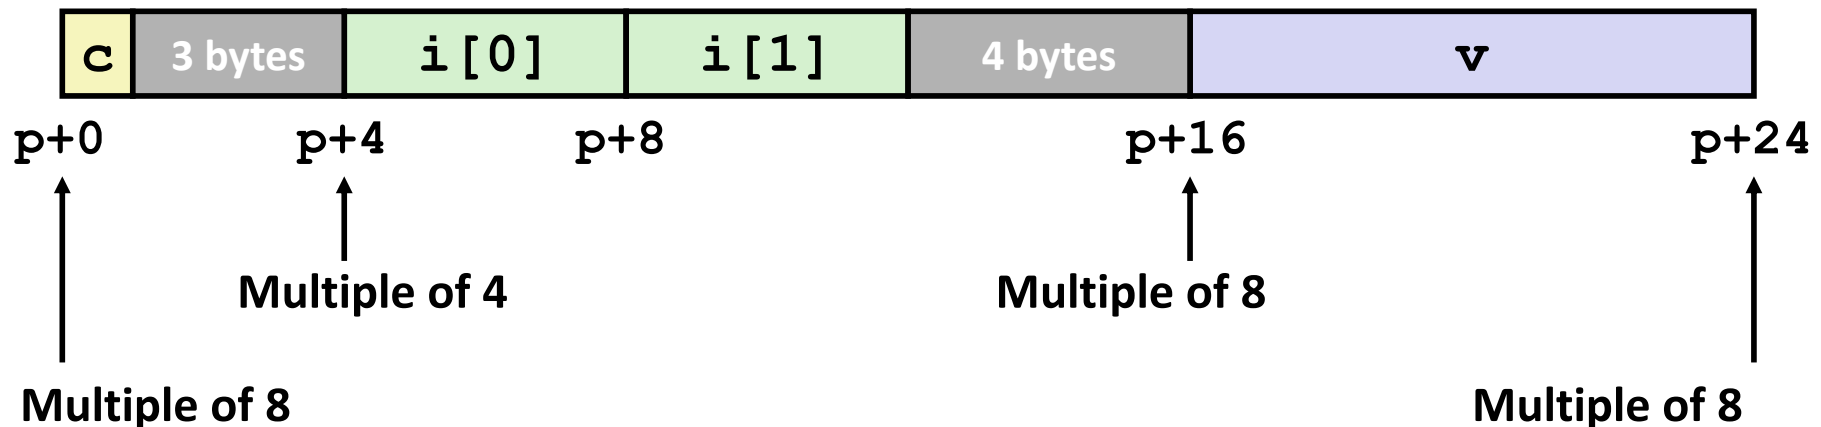 c 3 bytes i[0] i[1] 4 bytes v
p+0 p+4 p+8 p+16 p+24
Multiple of 4 Multiple of 8
Multiple of 8 Multiple of 8